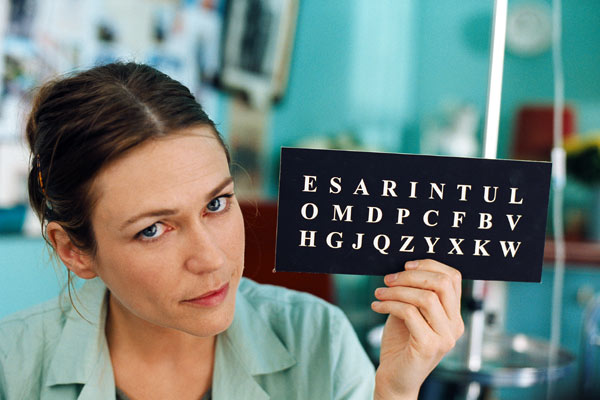 E S A R I N T U L
O M D P C F B V
H G J Q Z Y X K W